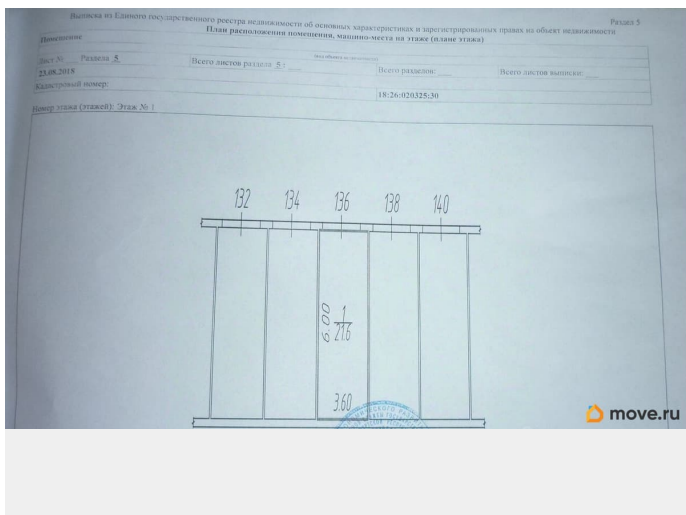 Раздел 5
Выписка из Единого государственного реестра недвижимости об основных характеристиках и зарегистрированных правах на объект недвижимости
План расположения помещения, машино-места на этаже (плане этажа)
Помещение
Лист № Раздела 5
Всего листов раздела 5 :
Всего разделов:
Всего листов выписки:
23.08.2018
Кадастровый номер:
18:26:020325:30
Номер этажа (этажей): Этаж № 1
132 134 136 138 140
6.00
1
21.6
3.60
move.ru